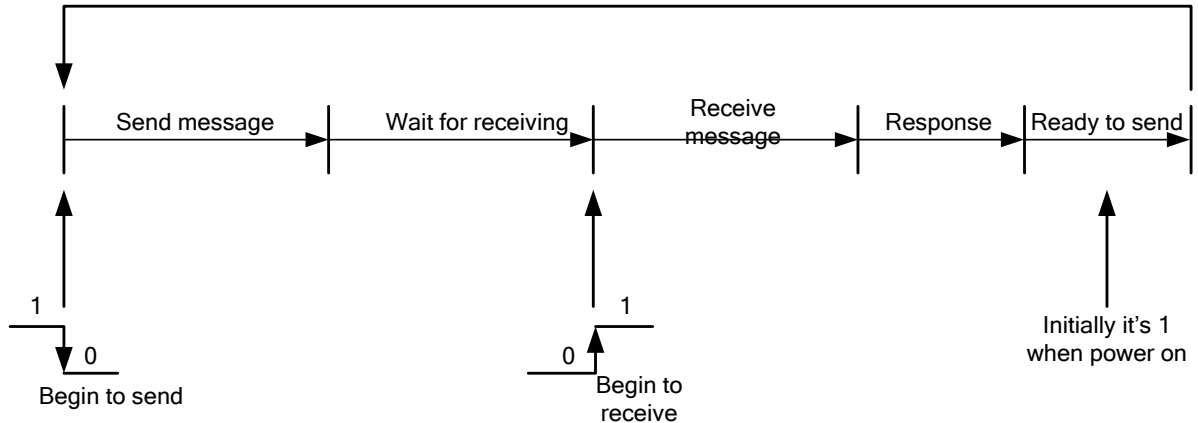 Send message
Wait for receiving
Receive
message
Response
Ready to send
1
0
Begin to send
1
0
Begin to
receive
Initially it's 1
when power on